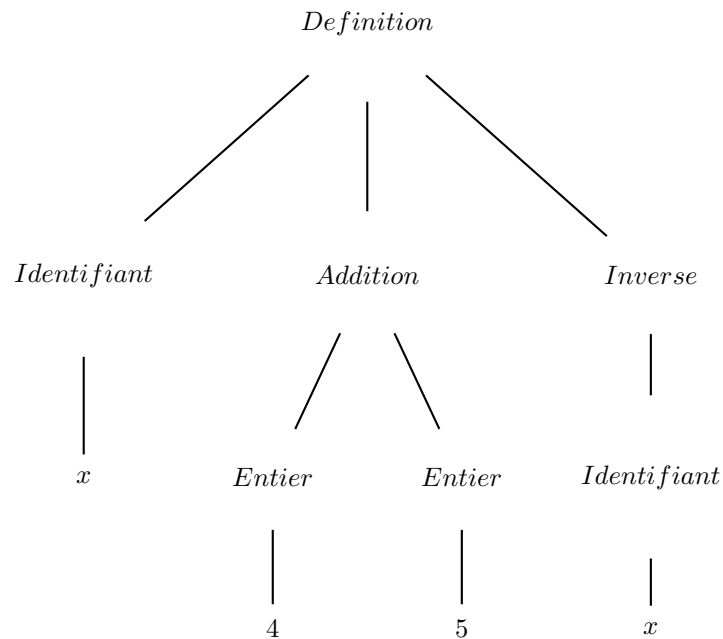 Definition
Identifiant Addition Inverse
x Entier Entier Identifiant
4 5 x